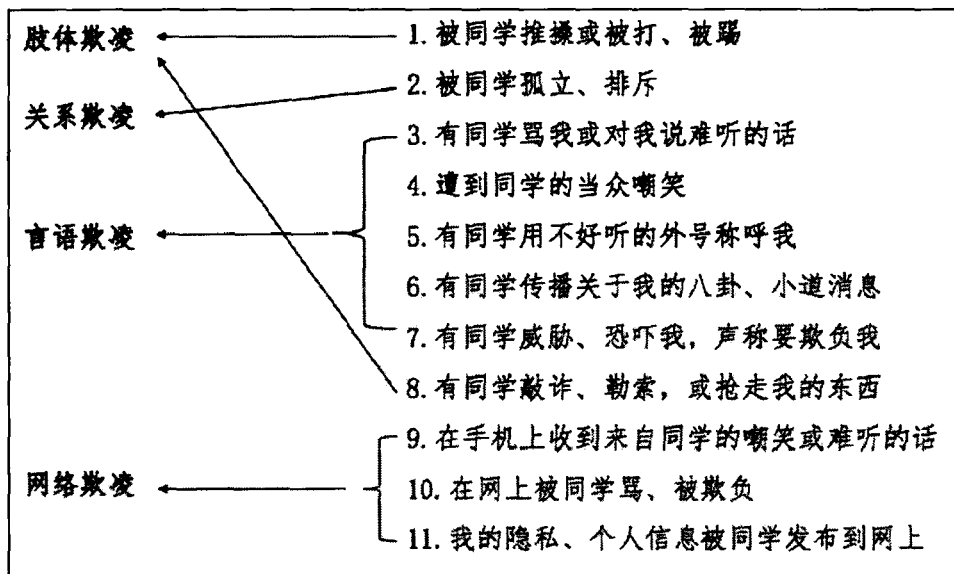 肢体欺凌
1. 被同学推搡或被打、被踢
2. 被同学孤立、排斥
关系欺凌
3. 有同学骂我或对我说难听的话
4. 遭到同学的当众嘲笑
言语欺凌
5. 有同学用不好听的外号称呼我
6. 有同学传播关于我的八卦、小道消息
7. 有同学威胁、恐吓我，声称要欺负我
8. 有同学敲诈、勒索，或抢走我的东西
9. 在手机上收到来自同学的嘲笑或难听的话
网络欺凌
10. 在网上被同学骂、被欺负
11. 我的隐私、个人信息被同学发布到网上